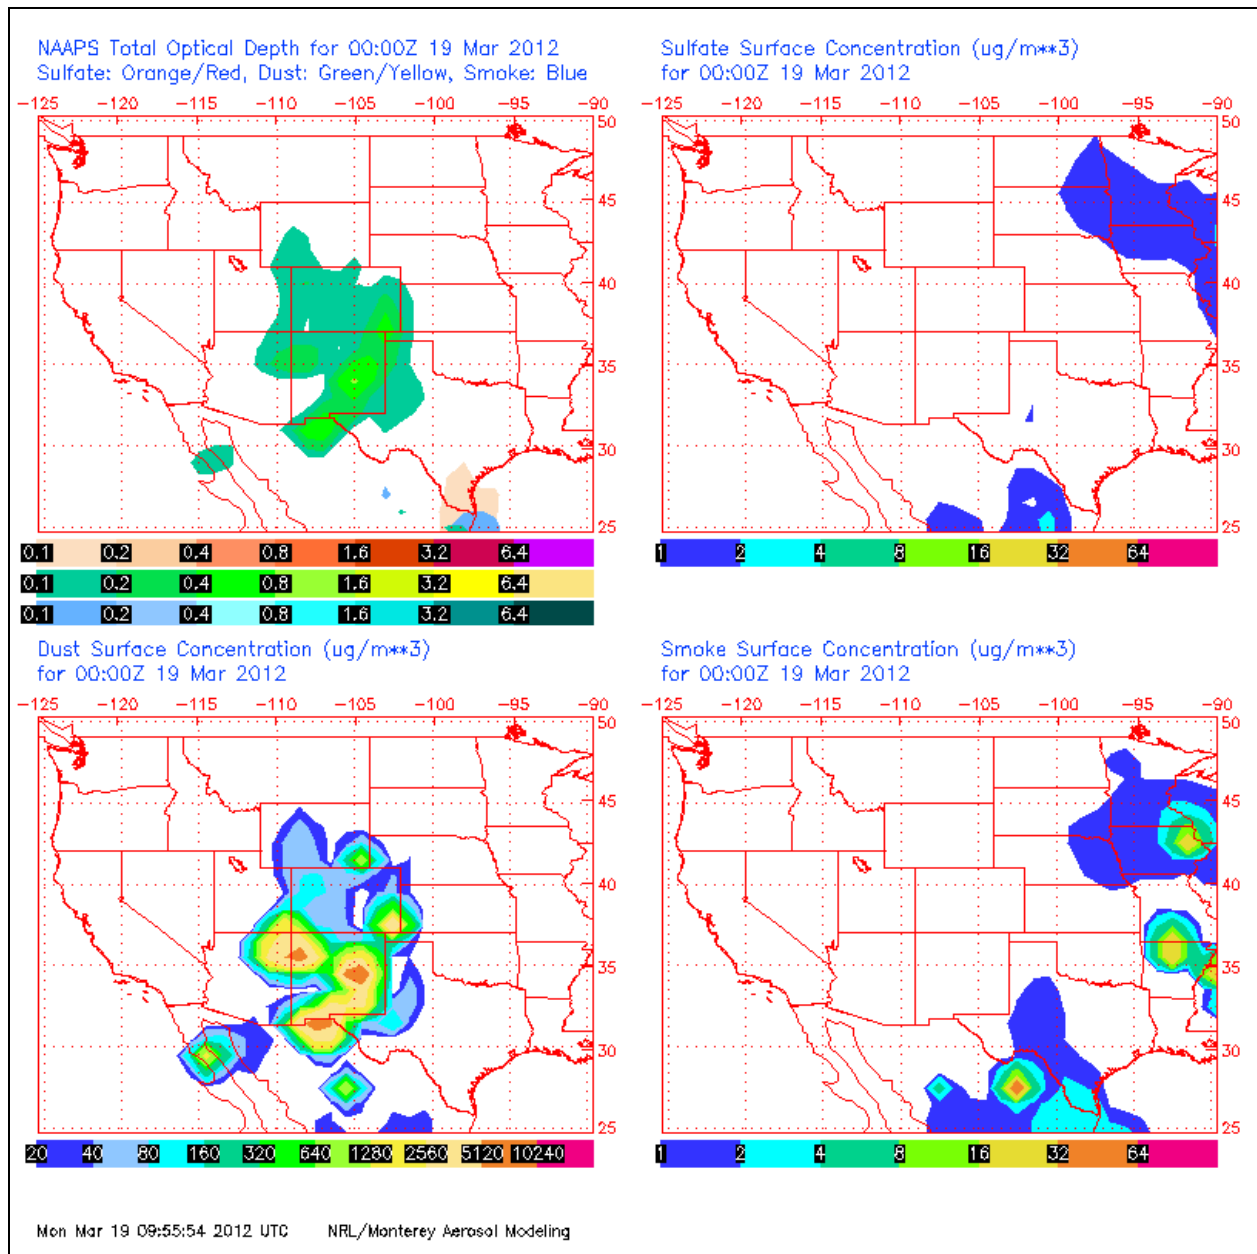 NAAPS Total Optical Depth for 00:00Z 19 Mar 2012
Sulfate: Orange/Red, Dust: Green/Yellow, Smoke: Blue
-125 -120 -115 -110 -105 -100 -95 -90
50
45
40
35
30
25
0.1 0.2 0.4 0.8 1.6 3.2 6.4
0.1 0.2 0.4 0.8 1.6 3.2 6.4
0.1 0.2 0.4 0.8 1.6 3.2 6.4
Sulfate Surface Concentration (ug/m**3)
for 00:00Z 19 Mar 2012
-125 -120 -115 -110 -105 -100 -95 -90
50
45
40
35
30
25
1 2 4 8 16 32 64
Dust Surface Concentration (ug/m**3)
for 00:00Z 19 Mar 2012
-125 -120 -115 -110 -105 -100 -95 -90
50
45
40
35
30
25
20 40 80 160 320 640 1280 2560 5120 10240
Smoke Surface Concentration (ug/m**3)
for 00:00Z 19 Mar 2012
-125 -120 -115 -110 -105 -100 -95 -90
50
45
40
35
30
25
1 2 4 8 16 32 64
Mon Mar 19 09:55:54 2012 UTC NRL/Monterey Aerosol Modeling